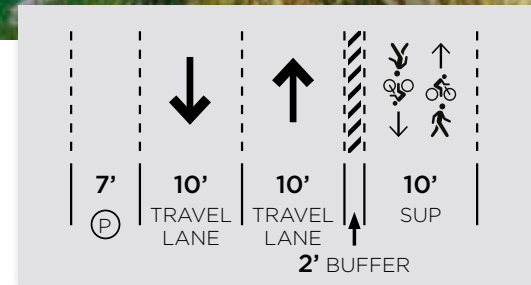 7’ 10’ 10’ 10’
P TRAVEL LANE TRAVEL LANE SUP
2’ BUFFER